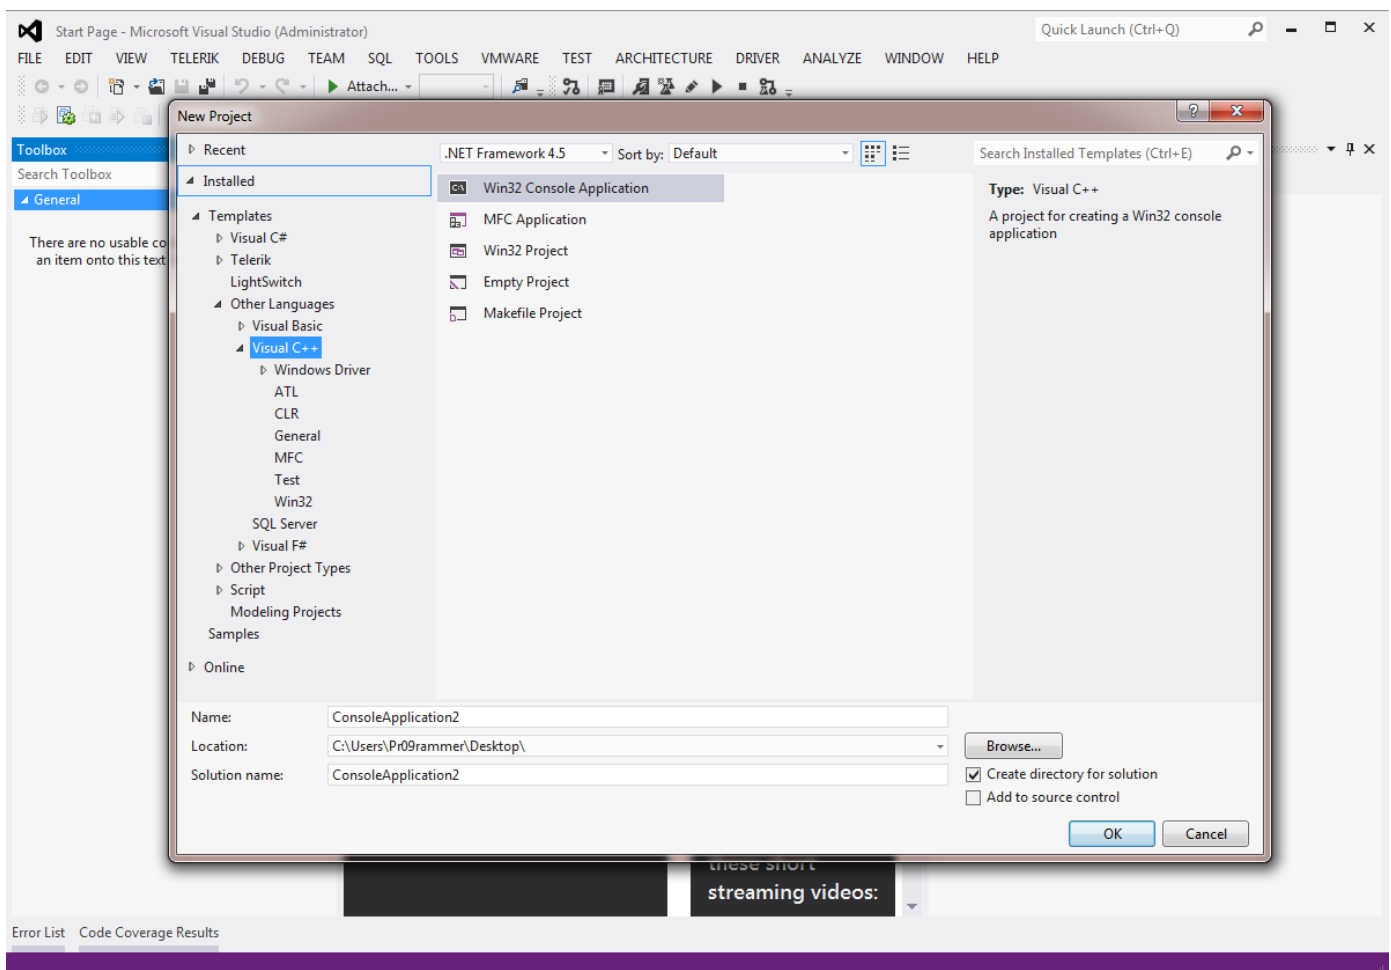 Start Page - Microsoft Visual Studio (Administrator)
Quick Launch (Ctrl+Q)
FILE EDIT VIEW TELERIK DEBUG TEAM SQL TOOLS VMWARE TEST ARCHITECTURE DRIVER ANALYZE WINDOW HELP
Attach...
New Project
Toolbox
Search Toolbox
General
There are no usable co
an item onto this text
Recent
Installed
Templates
Visual C#
Telerik
LightSwitch
Other Languages
Visual Basic
Visual C++
Windows Driver
ATL
CLR
General
MFC
Test
Win32
SQL Server
Visual F#
Other Project Types
Script
Modeling Projects
Samples
Online
.NET Framework 4.5 Sort by: Default
Win32 Console Application
MFC Application
Win32 Project
Empty Project
Makefile Project
Search Installed Templates (Ctrl+E)
Type: Visual C++
A project for creating a Win32 console
application
Name: ConsoleApplication2
Location: C:\Users\Pr09rammer\Desktop\
Browse...
Solution name: ConsoleApplication2
Create directory for solution
Add to source control
OK Cancel
these short
streaming videos:
Error List Code Coverage Results